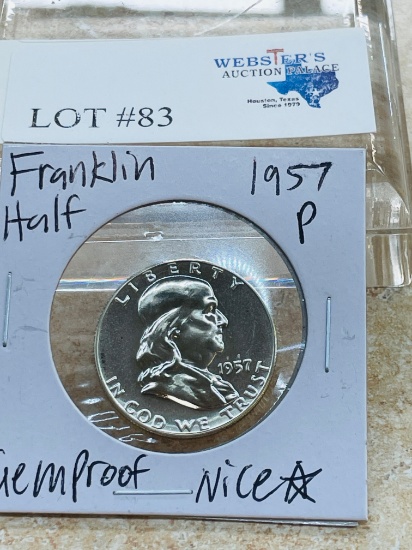 WEBSTER'S
AUCTION PALACE
Houston, Texas
Since 1979
LOT #83
Franklin 1957
Half P
LIBERTY
1957
IN GOD WE TRUST
Gemproof Nice☆